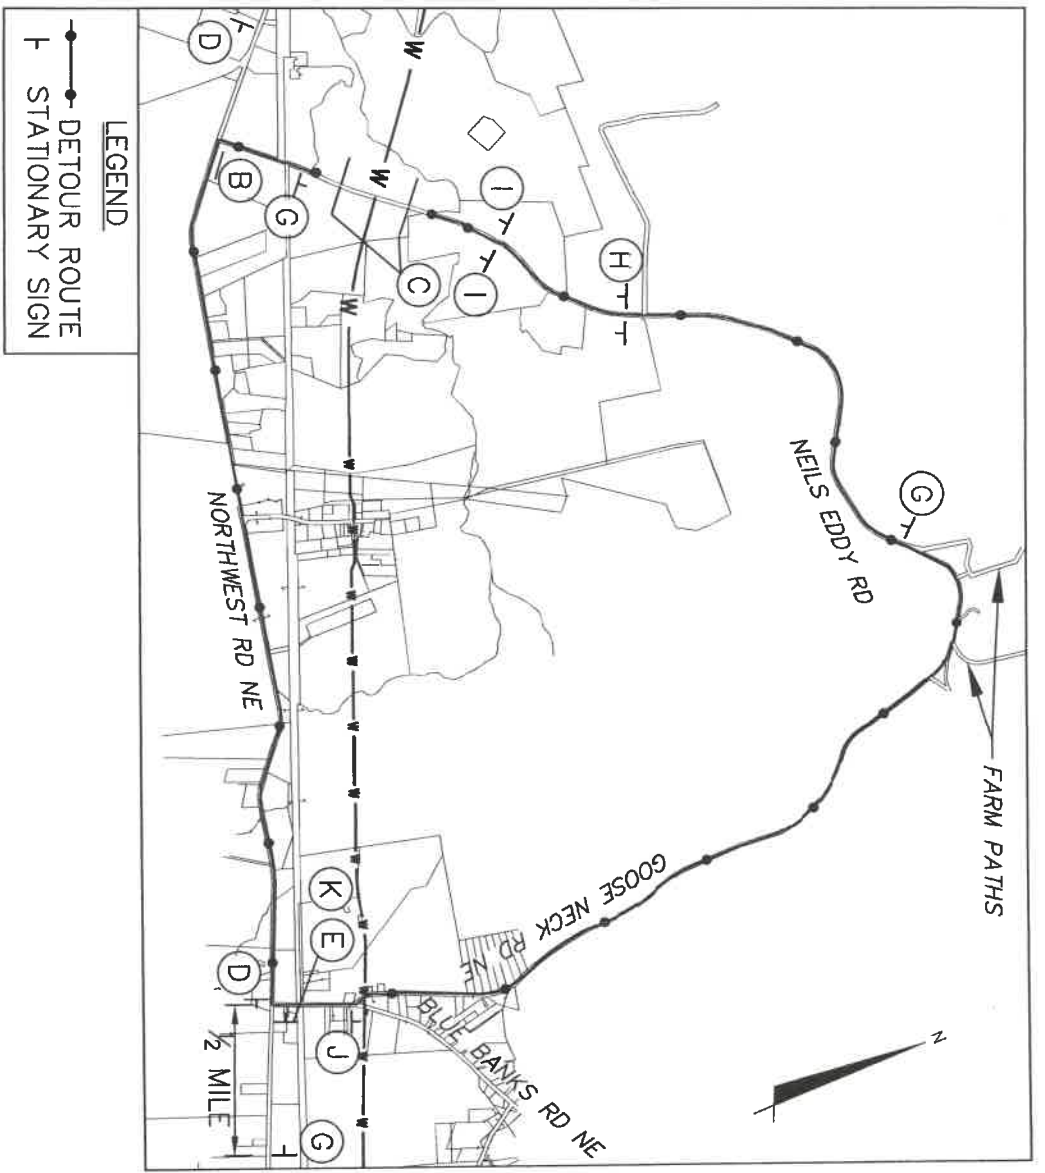 LEGEND
DETOUR ROUTE
STATIONARY SIGN
D
B
G
C
I
I
H
G
NEILS EDDY RD
FARM PATHS
NORTHWEST RD NE
GOOSE NECK RD NE
BLUE BANKS RD NE
K
E
D
J
G
1/2 MILE
N
W
W
W
W
W
W
W
W
W
W
W
W
W
W